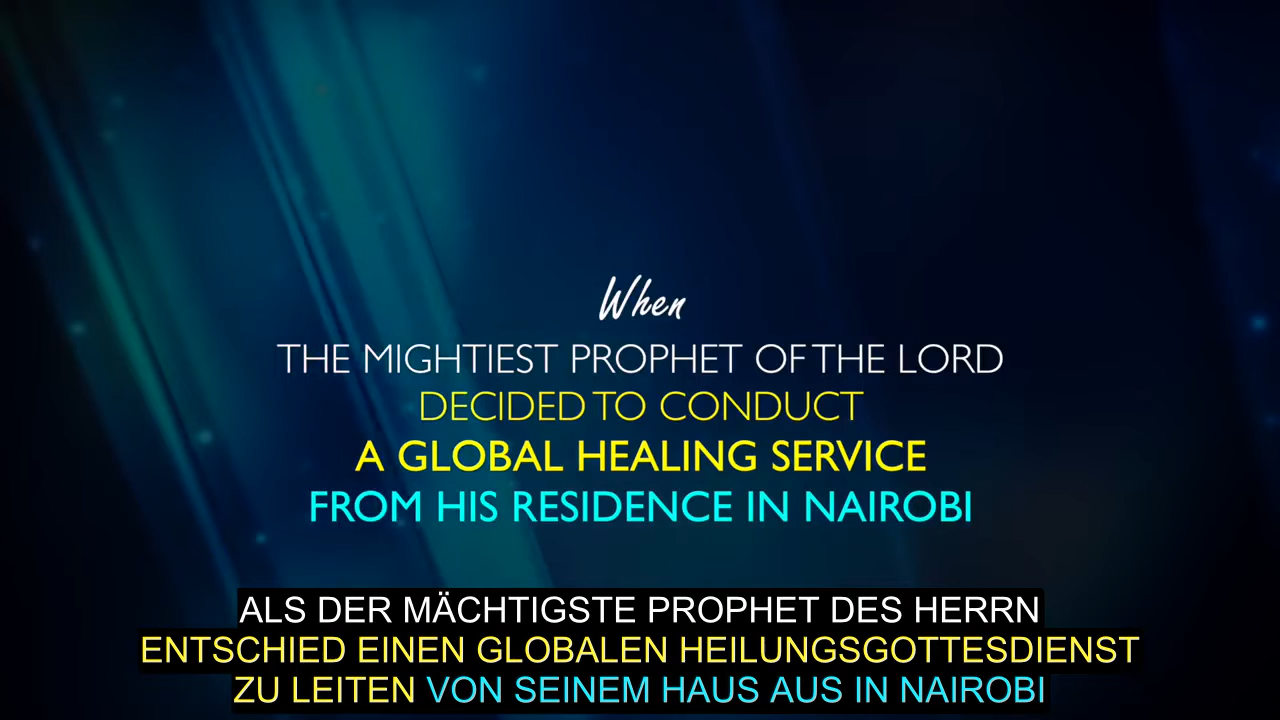 When
THE MIGHTIEST PROPHET OF THE LORD
DECIDED TO CONDUCT
A GLOBAL HEALING SERVICE
FROM HIS RESIDENCE IN NAIROBI
ALS DER MÄCHTIGSTE PROPHET DES HERRN
ENTSCHIED EINEN GLOBALEN HEILUNGSGOTTESDIENST
ZU LEITEN VON SEINEM HAUS AUS IN NAIROBI